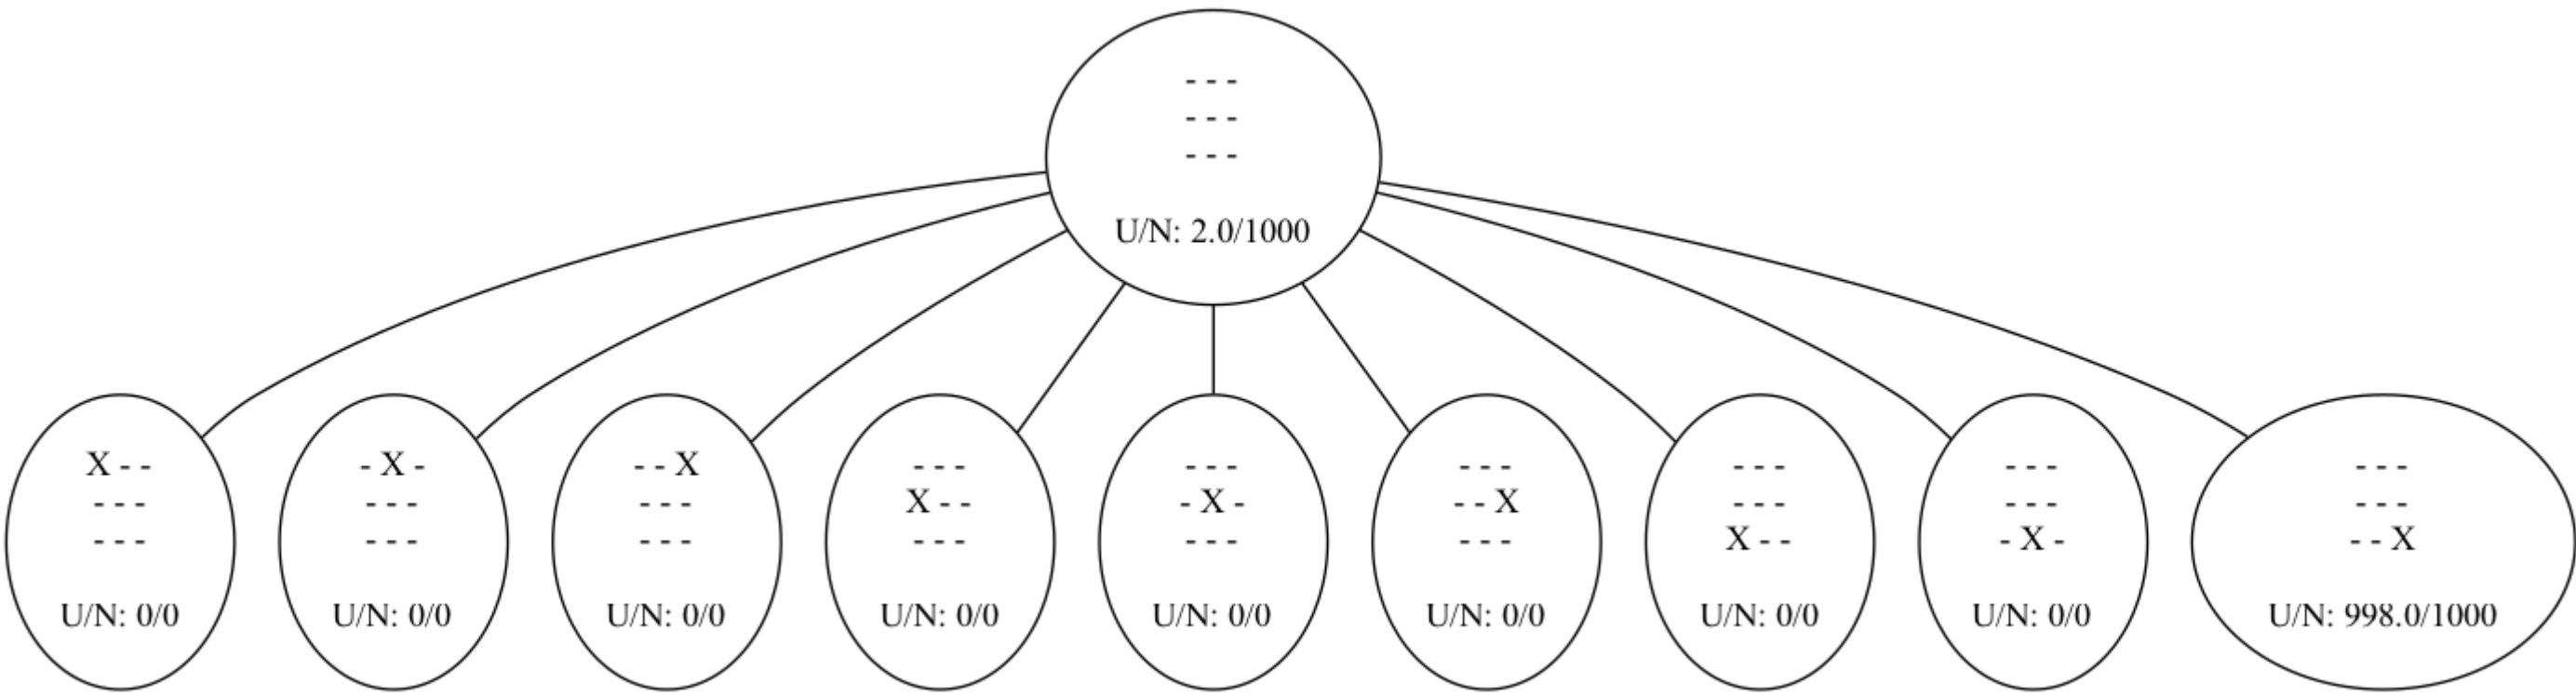 - - -
- - -
- - -
U/N: 2.0/1000
X - -
- - -
- - -
U/N: 0/0
- X -
- - -
- - -
U/N: 0/0
- - X
- - -
- - -
U/N: 0/0
- - -
X - -
- - -
U/N: 0/0
- - -
- X -
- - -
U/N: 0/0
- - -
- - X
- - -
U/N: 0/0
- - -
- - -
X - -
U/N: 0/0
- - -
- - -
- X -
U/N: 0/0
- - -
- - -
- - X
U/N: 998.0/1000